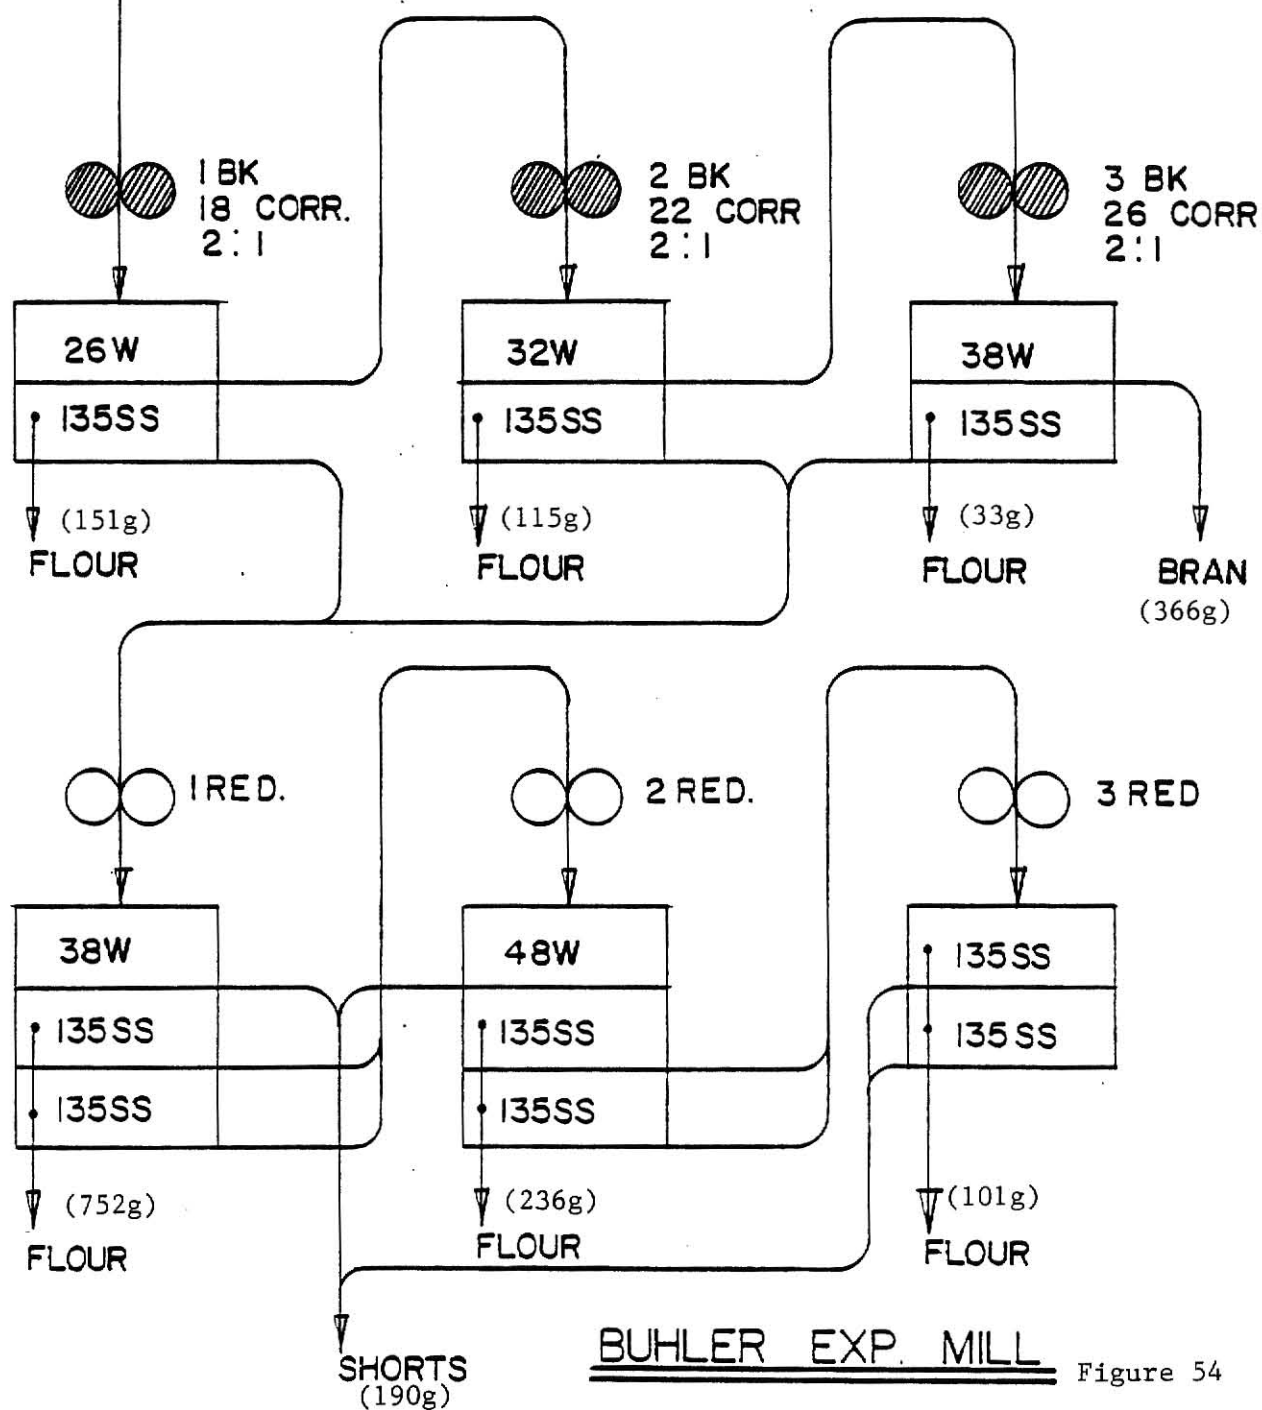 1 BK
18 CORR.
2:1
2 BK
22 CORR
2:1
3 BK
26 CORR
2:1
26W
135SS
32W
135SS
38W
135SS
(151g)
FLOUR
(115g)
FLOUR
(33g)
FLOUR
BRAN
(366g)
1 RED.
2 RED.
3 RED
38W
135SS
135SS
48W
135SS
135SS
135SS
135SS
(752g)
FLOUR
(236g)
FLOUR
(101g)
FLOUR
SHORTS
(190g)
BUHLER EXP. MILL
Figure 54